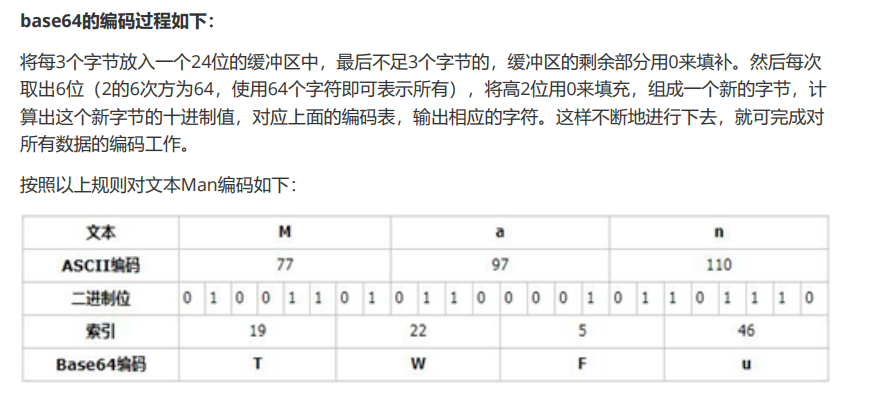 base64的编码过程如下：
将每3个字节放入一个24位的缓冲区中，最后不足3个字节的，缓冲区的剩余部分用0来填补。然后每次
取出6位（2的6次方为64，使用64个字符即可表示所有），将高2位用0来填充，组成一个新的字节，计
算出这个新字节的十进制值，对应上面的编码表，输出相应的字符。这样不断地进行下去，就可完成对
所有数据的编码工作。
按照以上规则对文本Man编码如下：
文本 M a n
ASCII编码 77 97 110
二进制位 0 1 0 0 1 1 0 1 0 1 1 0 0 0 0 1 0 1 1 0 1 1 1 0
索引 19 22 5 46
Base64编码 T W F u